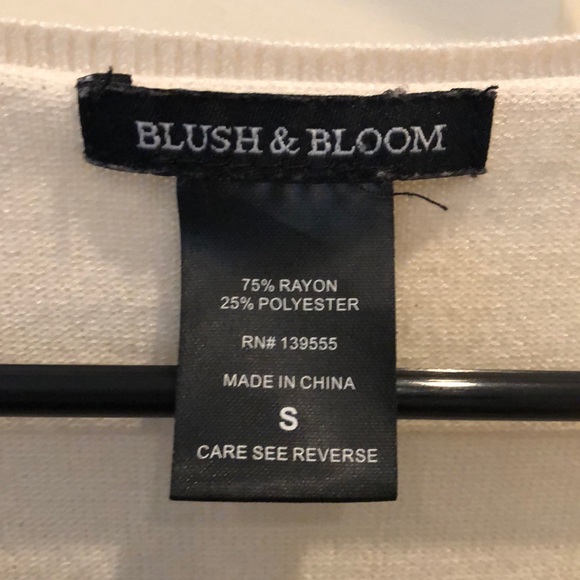 BLUSH & BLOOM
75% RAYON
25% POLYESTER
RN# 139555
MADE IN CHINA
S
CARE SEE REVERSE